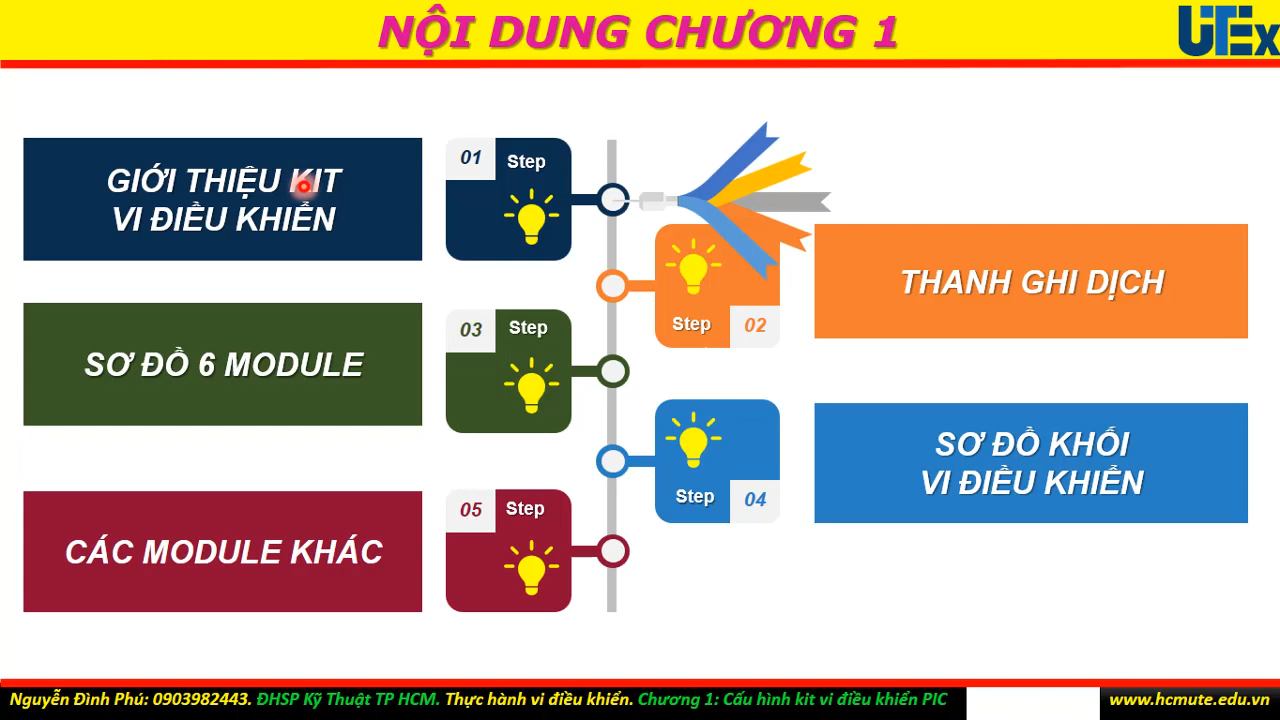 NỘI DUNG CHƯƠNG 1
UTEx
GIỚI THIỆU KIT
VI ĐIỀU KHIỂN
01
Step
THANH GHI DỊCH
Step
02
SƠ ĐỒ 6 MODULE
03
Step
SƠ ĐỒ KHỐI
VI ĐIỀU KHIỂN
Step
04
CÁC MODULE KHÁC
05
Step
Nguyễn Đình Phú: 0903982443. ĐHSP Kỹ Thuật TP HCM. Thực hành vi điều khiển. Chương 1: Cấu hình kit vi điều khiển PIC
www.hcmute.edu.vn